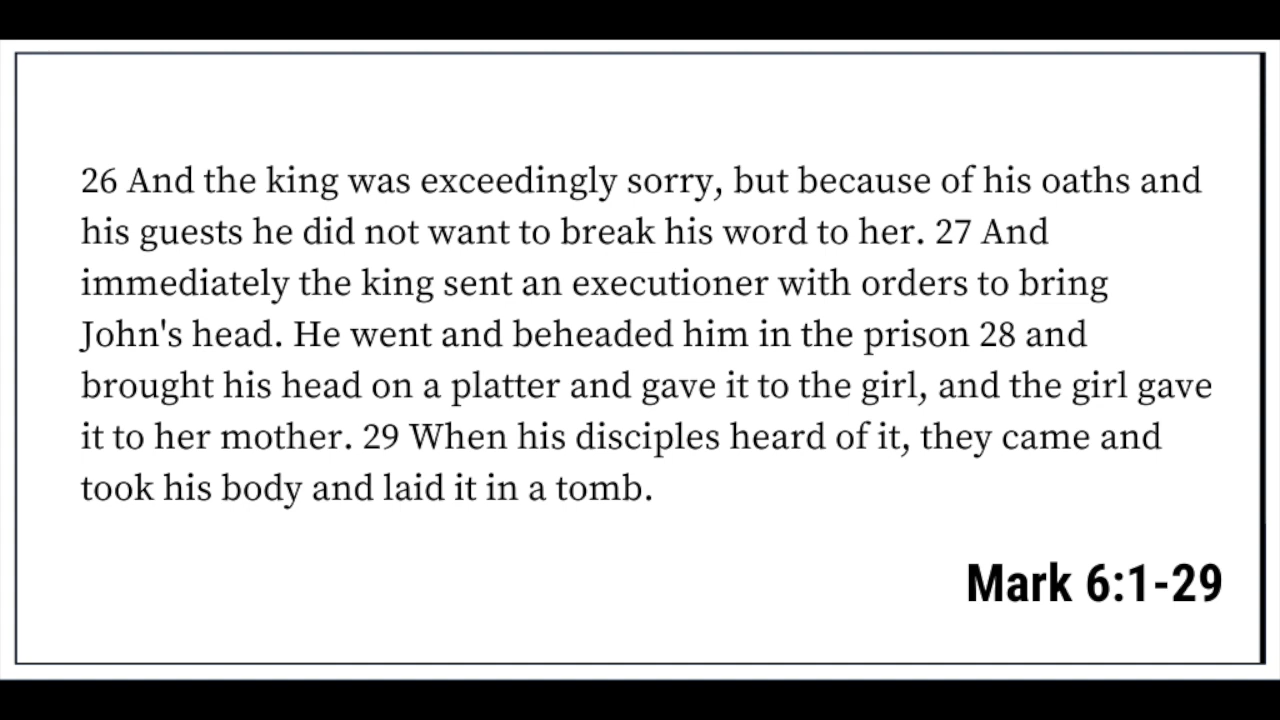 26 And the king was exceedingly sorry, but because of his oaths and
his guests he did not want to break his word to her. 27 And
immediately the king sent an executioner with orders to bring
John's head. He went and beheaded him in the prison 28 and
brought his head on a platter and gave it to the girl, and the girl gave
it to her mother. 29 When his disciples heard of it, they came and
took his body and laid it in a tomb.
Mark 6:1-29